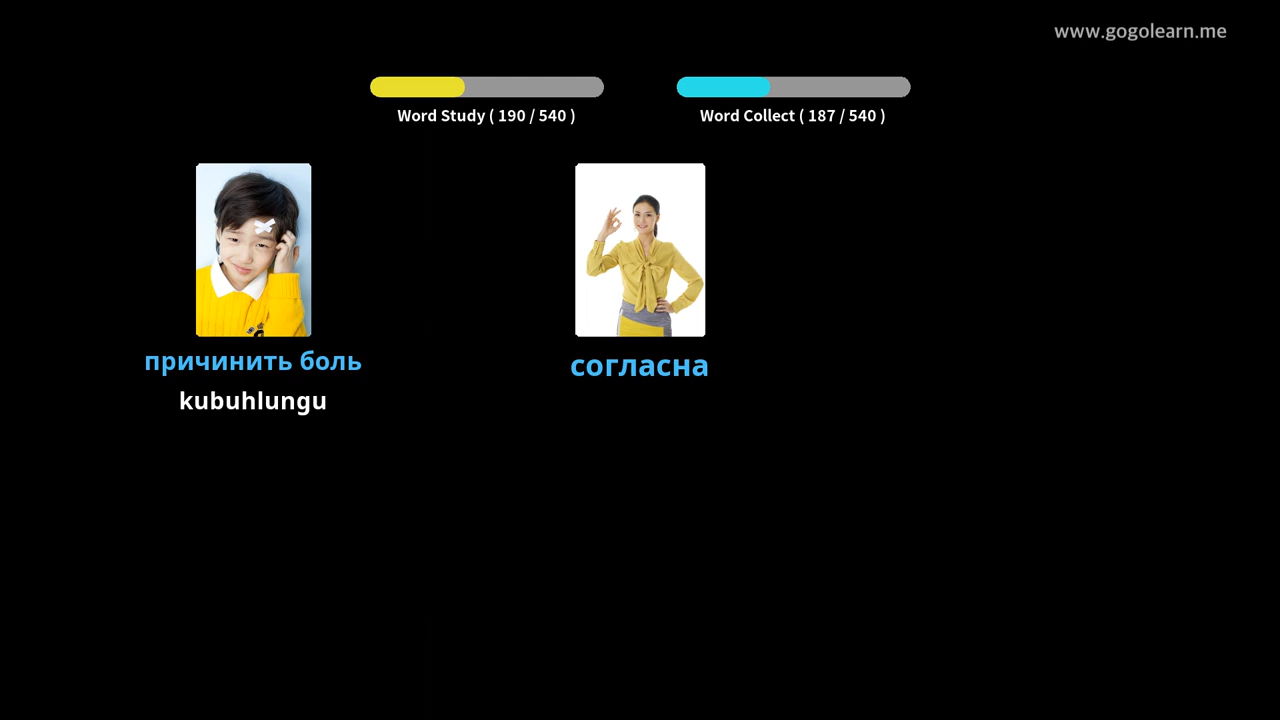 www.gogolearn.me
Word Study ( 190 / 540 )
Word Collect ( 187 / 540 )
причинить боль
kubuhlungu
согласна